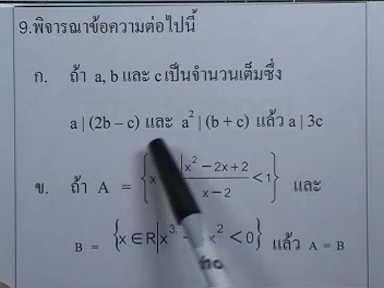 9.พิจารณาข้อความต่อไปนี้
ก. ถ้า a, b และ c เป็นจำนวนเต็มซึ่ง
a | (2b – c) และ a² | (b + c) แล้ว a | 3c
ข. ถ้า A = {x | x² − 2x + 2 / x − 2 < 1} และ
B = {x ∈ R | x³ x² < 0} แล้ว A = B